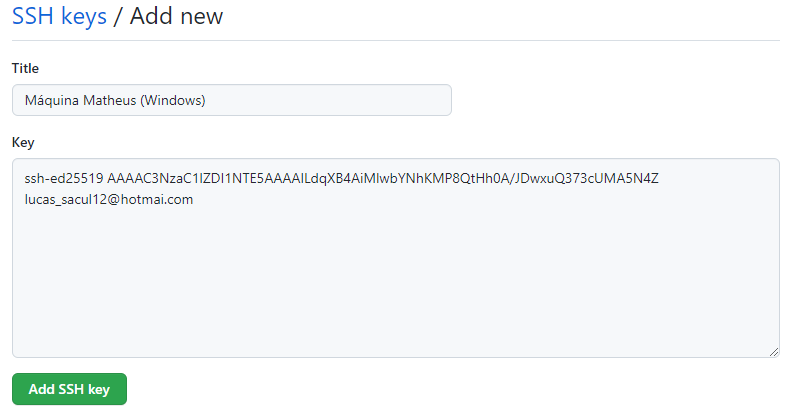 SSH keys / Add new
Title
Máquina Matheus (Windows)
Key
ssh-ed25519 AAAAC3NzaC1lZDI1NTE5AAAAILdqXB4AiMlwbYNhKMP8QtHh0A/JDwxuQ373cUMA5N4Z
lucas_sacul12@hotmai.com
Add SSH key